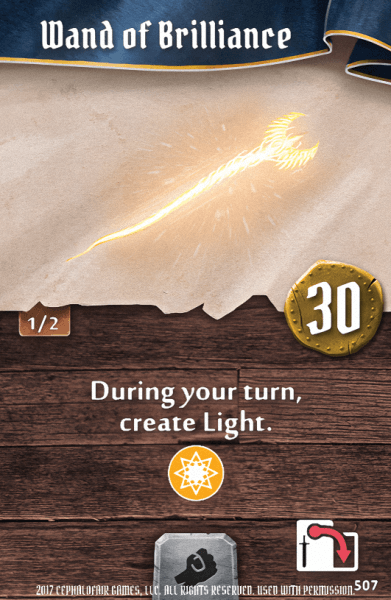 Wand of Brilliance
30
1/2
During your turn,
create Light.
507
2017 CEPHALOFAIR GAMES, LLC. ALL RIGHTS RESERVED. USED WITH PERMISSION